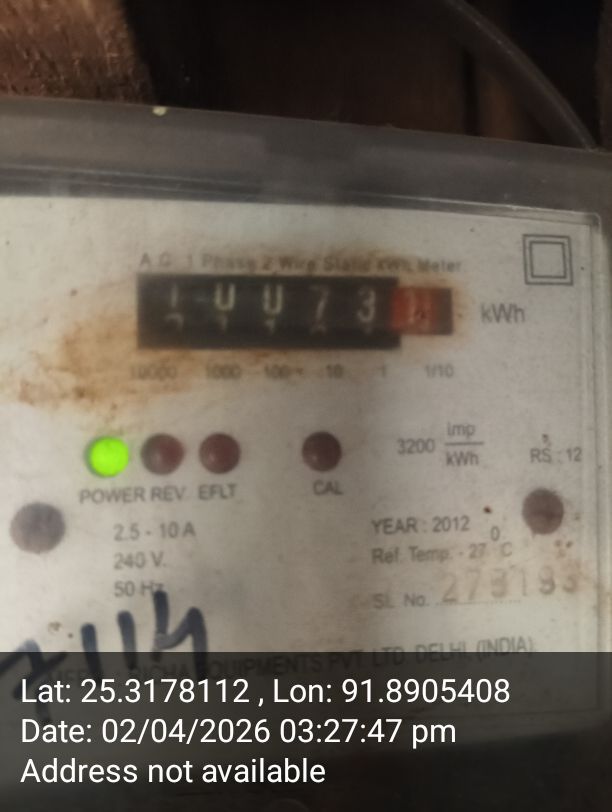 A.C. 1 Phase 2 Wire Static kWh Meter
1 0 0 7 3
kWh
10000 1000 100 10 1 1/10
3200 imp/kWh
RS : 12
POWER REV EFLT CAL
2.5 - 10 A
240 V.
50 Hz
YEAR : 2012
Ref. Temp. - 27 °C
SL. No.
EQUIPMENTS PVT. LTD. DELHI. (INDIA)
Lat: 25.3178112 , Lon: 91.8905408
Date: 02/04/2026 03:27:47 pm
Address not available